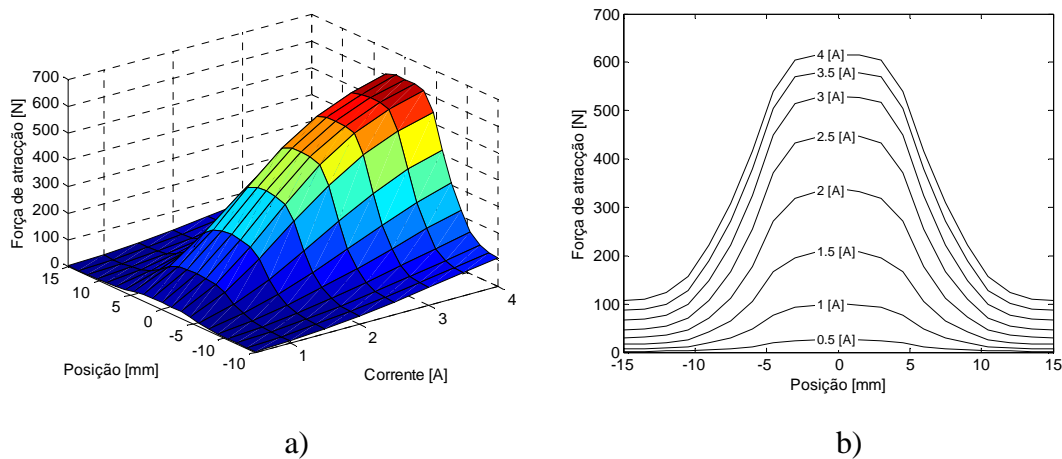 700
600
500
400
300
200
100
0
Força de atracção [N]
15
10
5
0
-5
-10
-10
Posição [mm]
1
2
3
4
Corrente [A]
a)
700
600
500
400
300
200
100
0
Força de atracção [N]
4 [A]
3.5 [A]
3 [A]
2.5 [A]
2 [A]
1.5 [A]
1 [A]
0.5 [A]
-15
-10
-5
0
5
10
15
Posição [mm]
b)